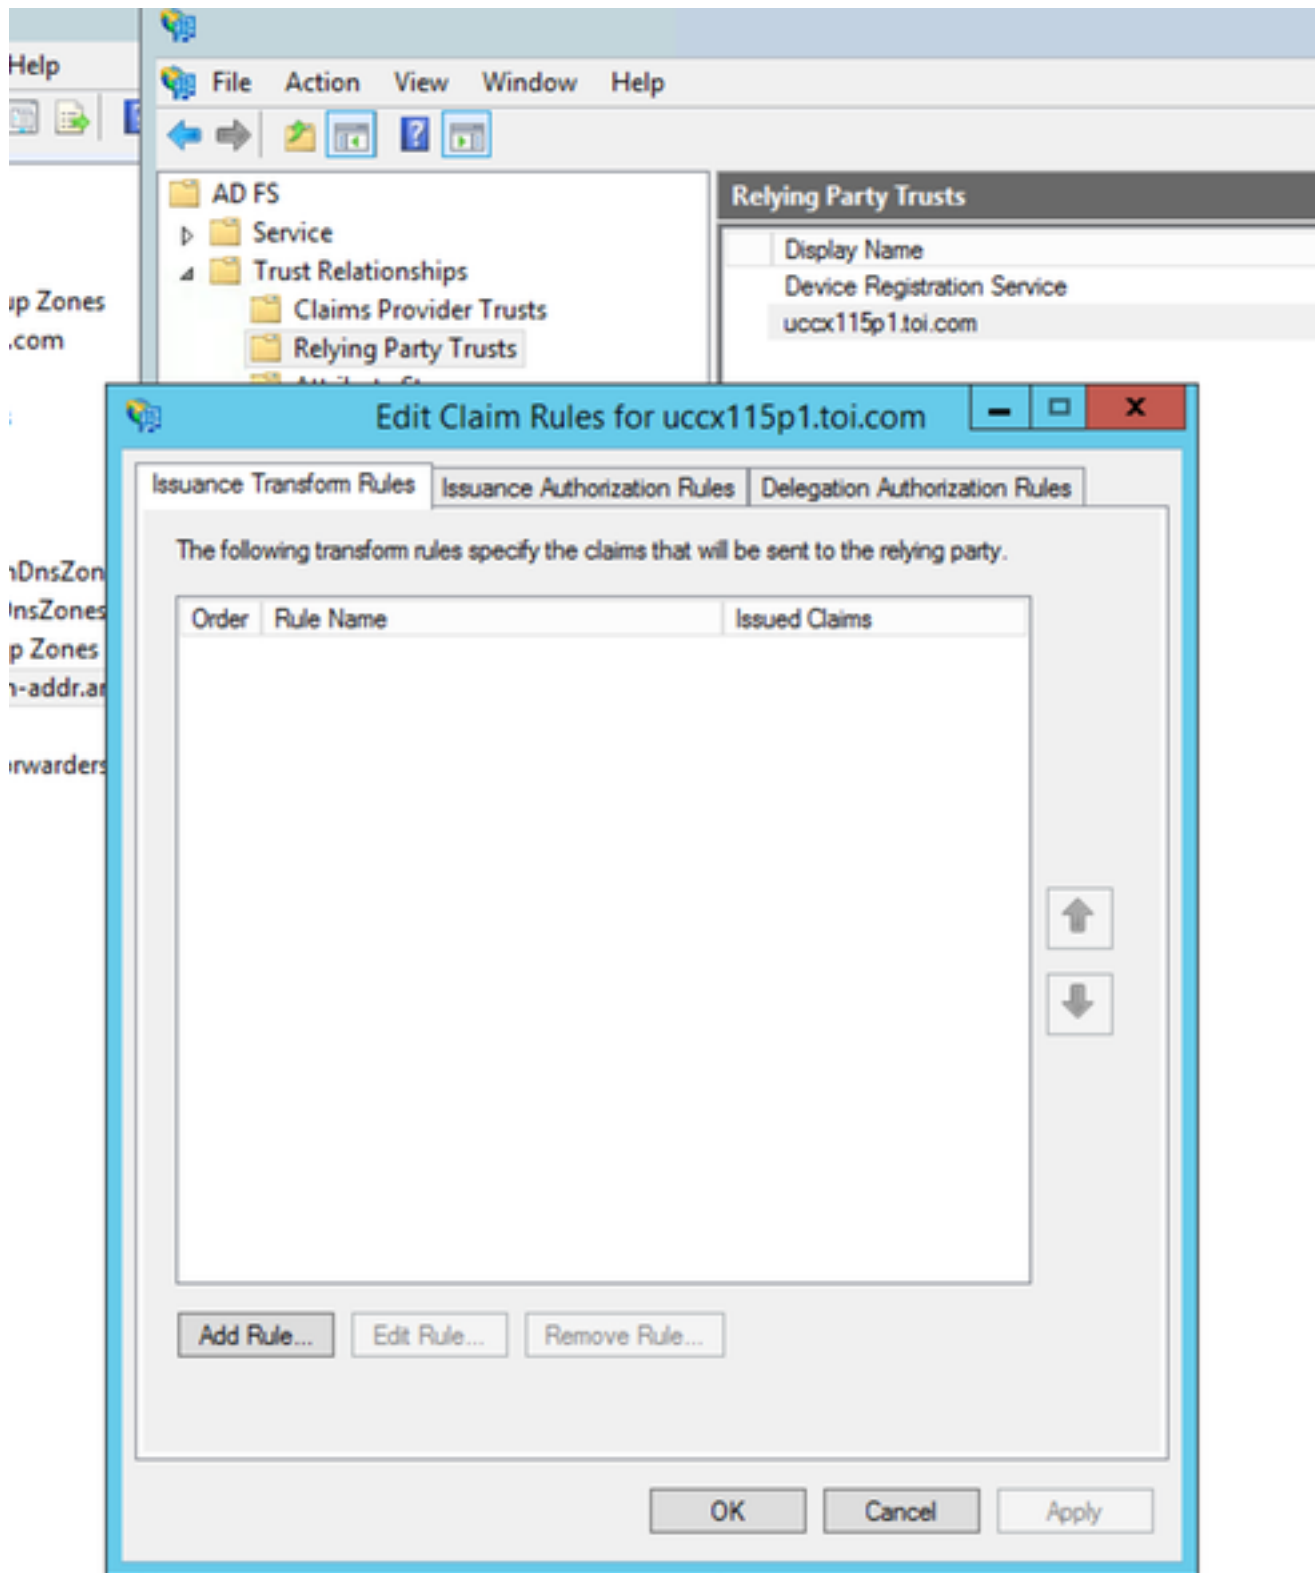 Help
File Action View Window Help
AD FS
Service
Trust Relationships
Claims Provider Trusts
Relying Party Trusts
Relying Party Trusts
Display Name
Device Registration Service
uccx115p1.toi.com
up Zones
.com
Edit Claim Rules for uccx115p1.toi.com
Issuance Transform Rules
Issuance Authorization Rules
Delegation Authorization Rules
The following transform rules specify the claims that will be sent to the relying party.
Order Rule Name Issued Claims
nDnsZon
nsZones
p Zones
n-addr.ar
rwarders
Add Rule... Edit Rule... Remove Rule...
OK Cancel Apply